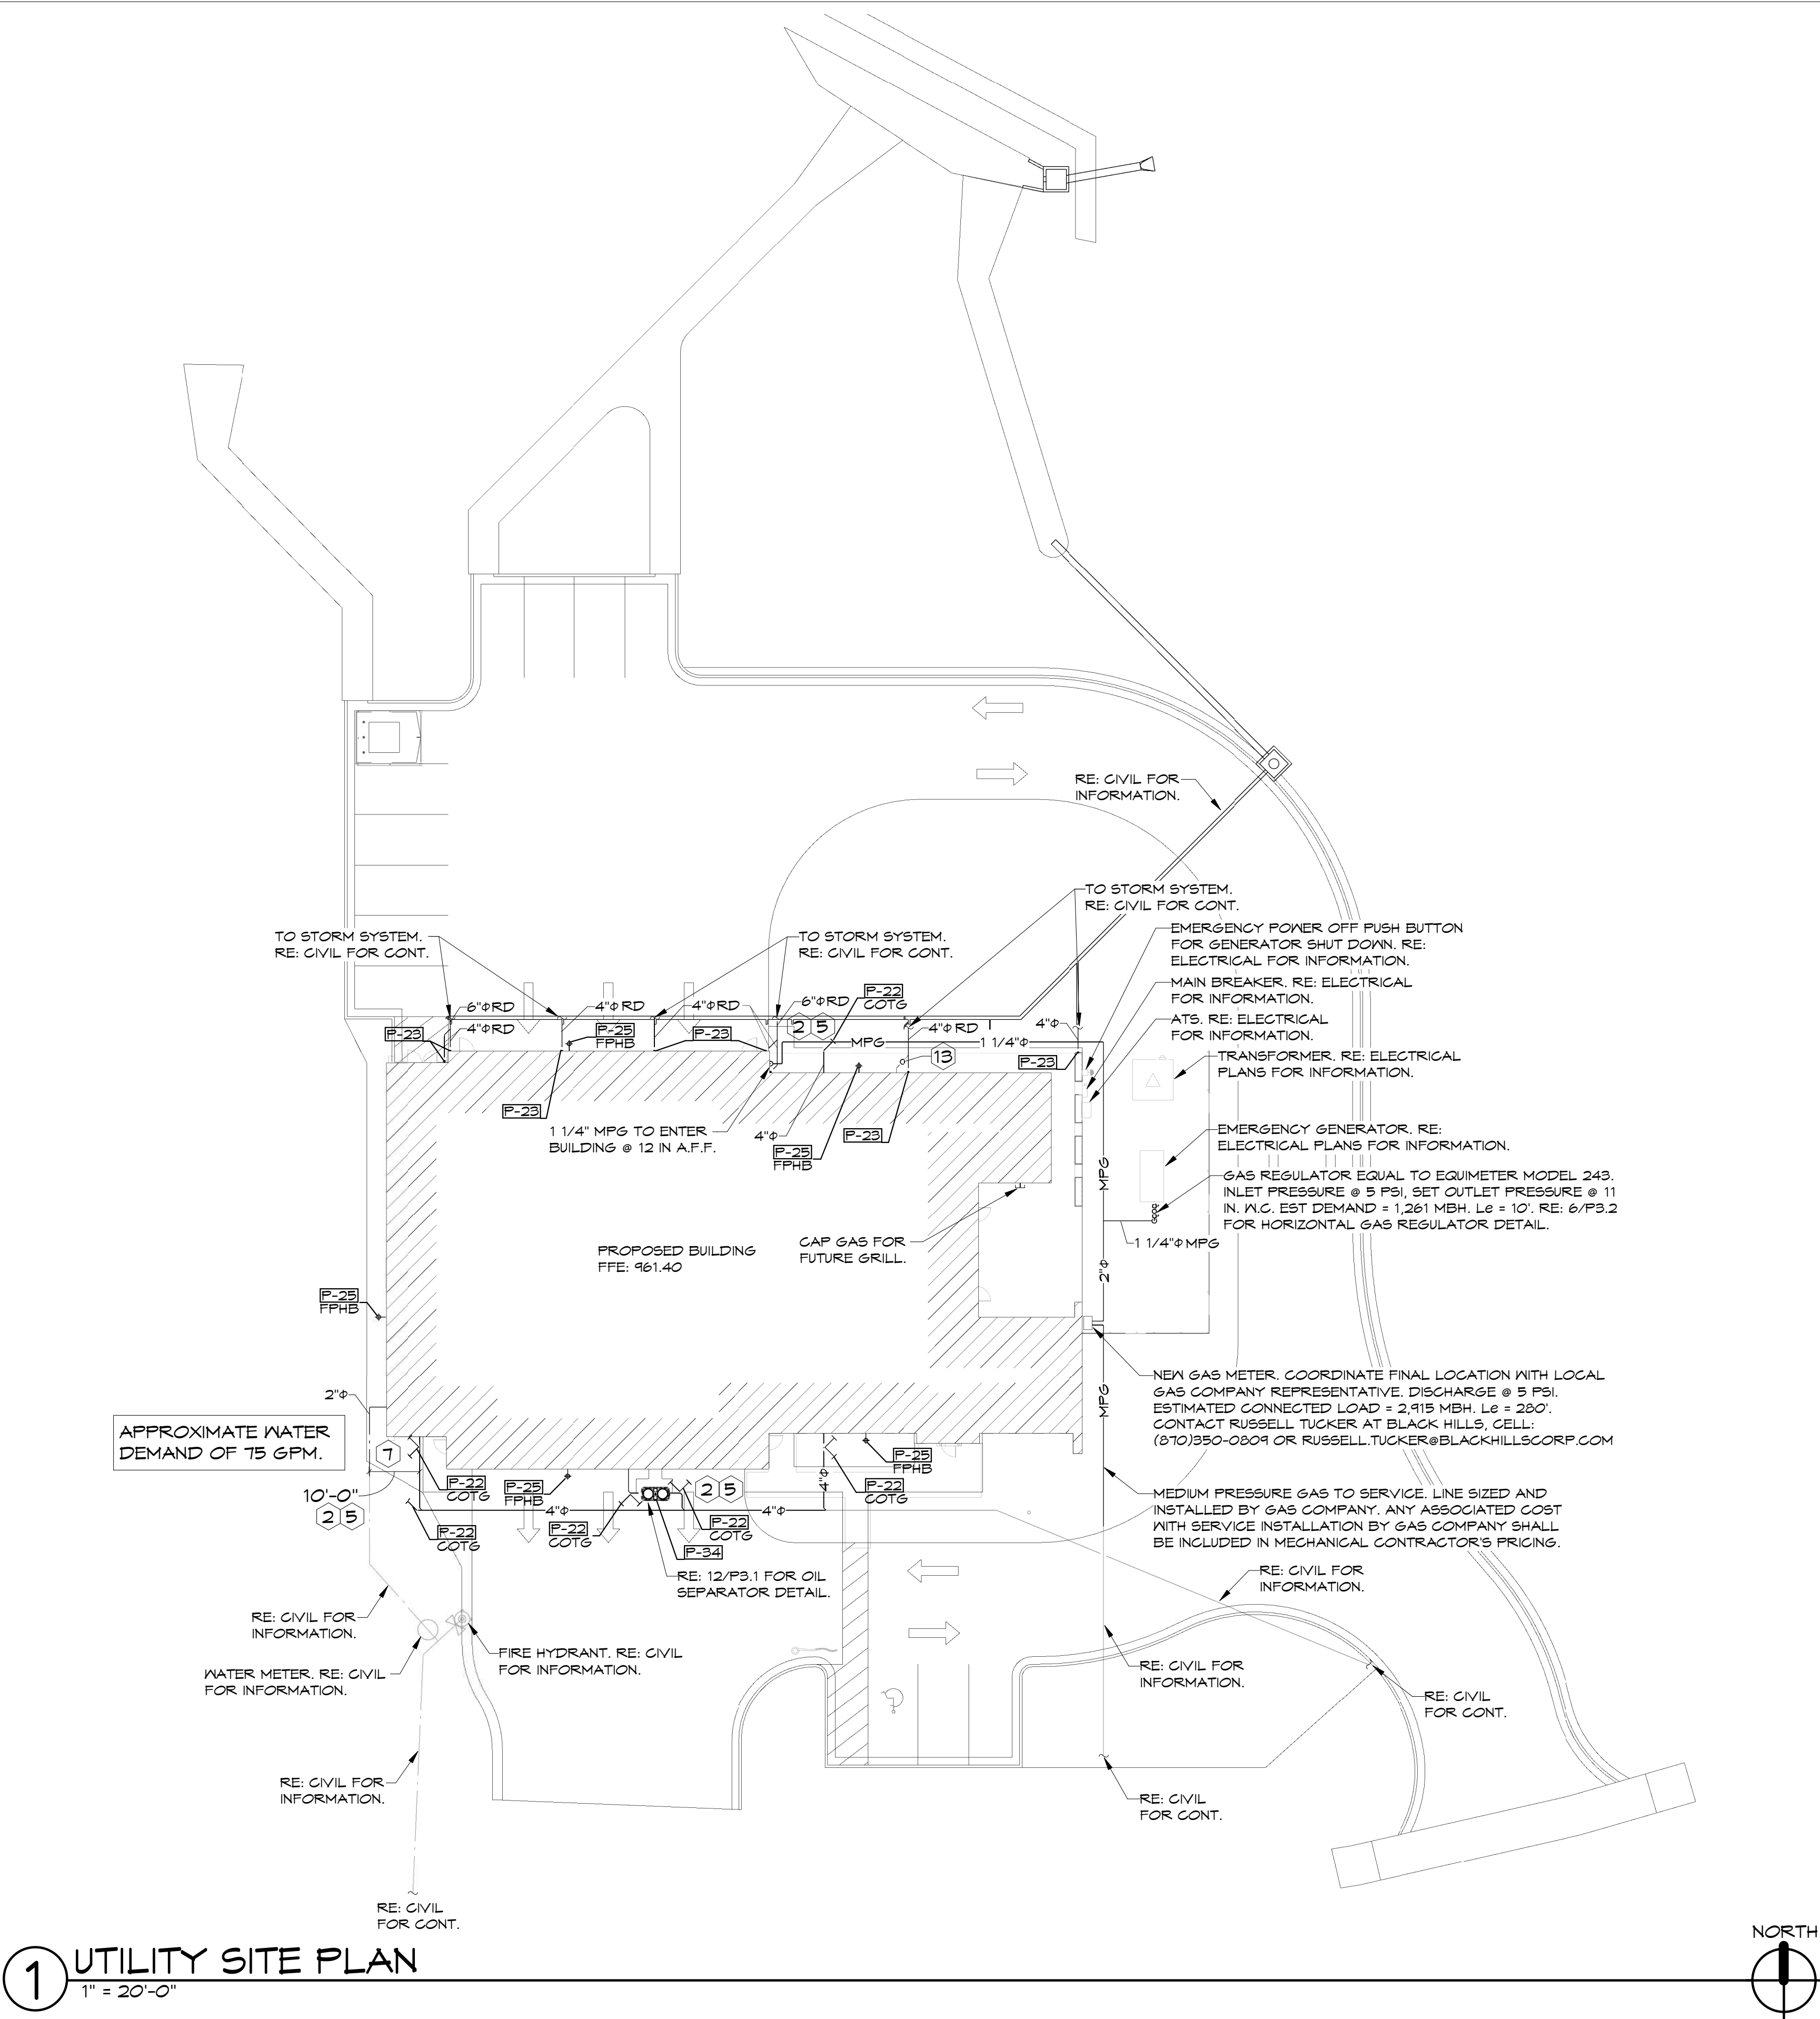 RE: CIVIL FOR
INFORMATION.
TO STORM SYSTEM.
RE: CIVIL FOR CONT.
TO STORM SYSTEM.
RE: CIVIL FOR CONT.
TO STORM SYSTEM.
RE: CIVIL FOR CONT.
EMERGENCY POWER OFF PUSH BUTTON
FOR GENERATOR SHUT DOWN. RE:
ELECTRICAL FOR INFORMATION.
MAIN BREAKER. RE: ELECTRICAL
FOR INFORMATION.
ATS. RE: ELECTRICAL
FOR INFORMATION.
TRANSFORMER. RE: ELECTRICAL
PLANS FOR INFORMATION.
6"ϕRD
4"ϕRD
P-23
4"ϕRD
P-25
FPHB
4"ϕRD
P-23
6"ϕRD
2 5
P-22
COTG
4"ϕRD
MPG
1 1/4"ϕ
13
4"ϕ
P-23
P-23
1 1/4" MPG TO ENTER
BUILDING @ 12 IN A.F.F.
4"ϕ
P-25
FPHB
P-23
EMERGENCY GENERATOR. RE:
ELECTRICAL PLANS FOR INFORMATION.
MPG
GAS REGULATOR EQUAL TO EQUIMETER MODEL 243.
INLET PRESSURE @ 5 PSI, SET OUTLET PRESSURE @ 11
IN. W.C. EST DEMAND = 1,261 MBH. Le = 10'. RE: 6/P3.2
FOR HORIZONTAL GAS REGULATOR DETAIL.
1 1/4"ϕMPG
2"ϕ
CAP GAS FOR
FUTURE GRILL.
PROPOSED BUILDING
FFE: 961.40
P-25
FPHB
NEW GAS METER. COORDINATE FINAL LOCATION WITH LOCAL
GAS COMPANY REPRESENTATIVE. DISCHARGE @ 5 PSI.
ESTIMATED CONNECTED LOAD = 2,915 MBH. Le = 280'.
CONTACT RUSSELL TUCKER AT BLACK HILLS, CELL:
(870)350-0809 OR RUSSELL.TUCKER@BLACKHILLSCORP.COM
MPG
2"ϕ
APPROXIMATE WATER
DEMAND OF 75 GPM.
7
10'-0"
2 5
P-22
COTG
P-22
COTG
P-25
FPHB
4"ϕ
P-22
COTG
2 5
P-22
COTG
P-34
4"ϕ
4"ϕ
P-25
FPHB
P-22
COTG
RE: 12/P3.1 FOR OIL
SEPARATOR DETAIL.
MEDIUM PRESSURE GAS TO SERVICE. LINE SIZED AND
INSTALLED BY GAS COMPANY. ANY ASSOCIATED COST
WITH SERVICE INSTALLATION BY GAS COMPANY SHALL
BE INCLUDED IN MECHANICAL CONTRACTOR'S PRICING.
RE: CIVIL FOR
INFORMATION.
RE: CIVIL FOR
INFORMATION.
FIRE HYDRANT. RE: CIVIL
FOR INFORMATION.
WATER METER. RE: CIVIL
FOR INFORMATION.
RE: CIVIL FOR
INFORMATION.
RE: CIVIL
FOR CONT.
RE: CIVIL FOR
INFORMATION.
RE: CIVIL
FOR CONT.
RE: CIVIL
FOR CONT.
1
UTILITY SITE PLAN
1" = 20'-0"
NORTH